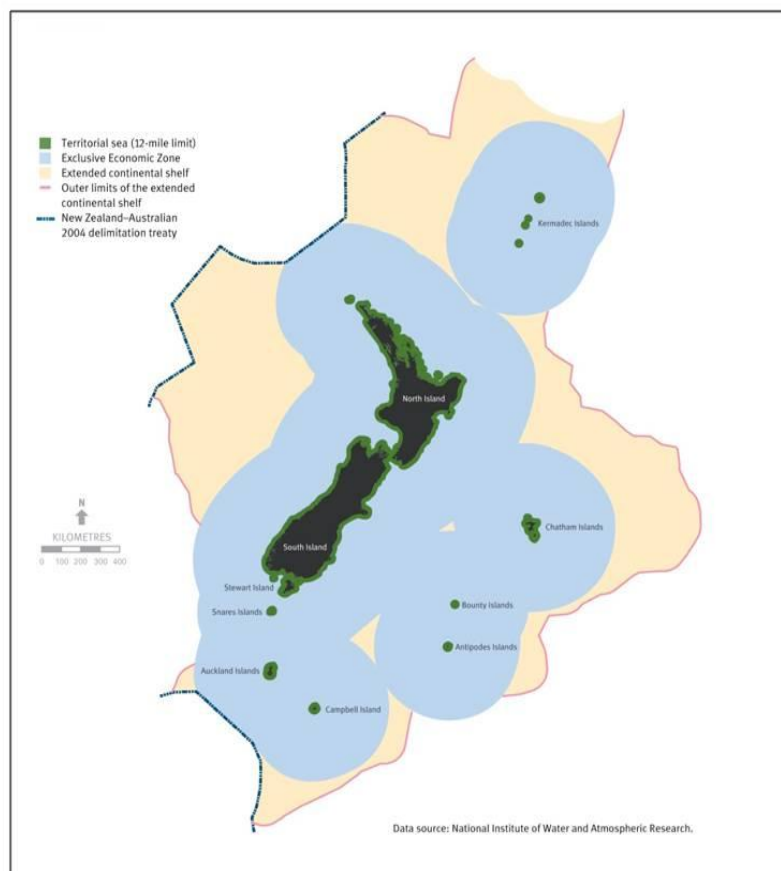 Territorial sea (12-mile limit)
Exclusive Economic Zone
Extended continental shelf
Outer limits of the extended
continental shelf
New Zealand–Australian
2004 delimitation treaty
Kermadec Islands
North Island
N
KILOMETRES
0 100 200 300 400
Chatham Islands
South Island
Stewart Island
Snares Islands
Bounty Islands
Antipodes Islands
Auckland Islands
Campbell Island
Data source: National Institute of Water and Atmospheric Research.